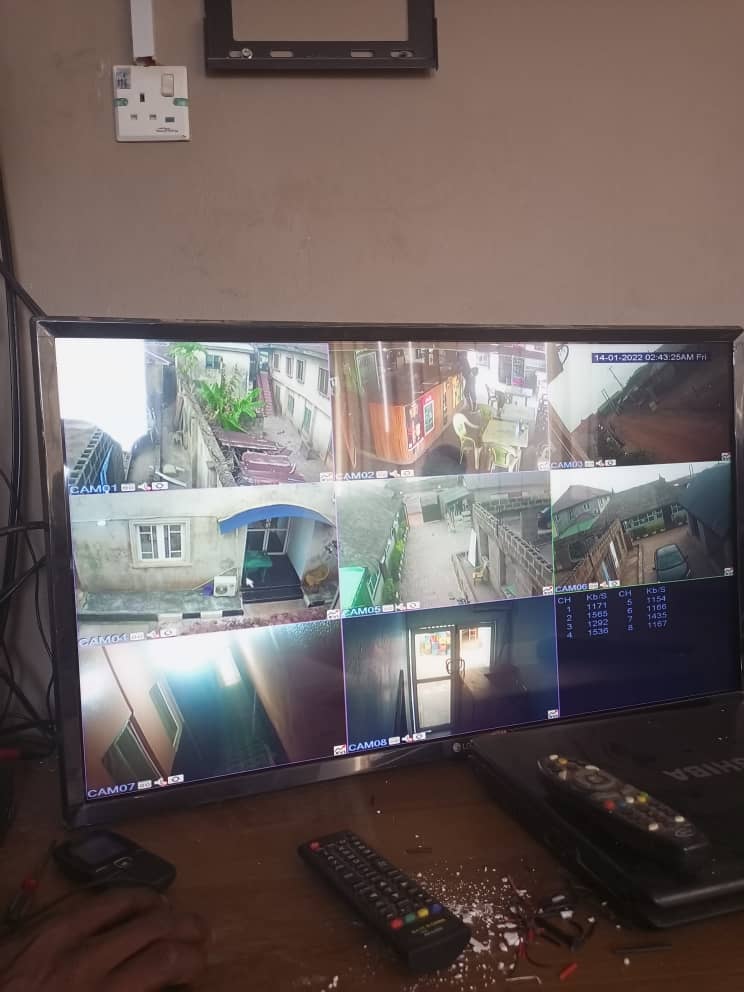 14-01-2022 02:43:25AM Fri
CAM01
CAM02
CAM03
CAM04
CAM05
CAM06
CH Kb/S CH Kb/S
1 1171 5 1154
2 1565 6 1166
3 1292 7 1435
4 1536 8 1167
CAM07
CAM08
LG
SHIBA